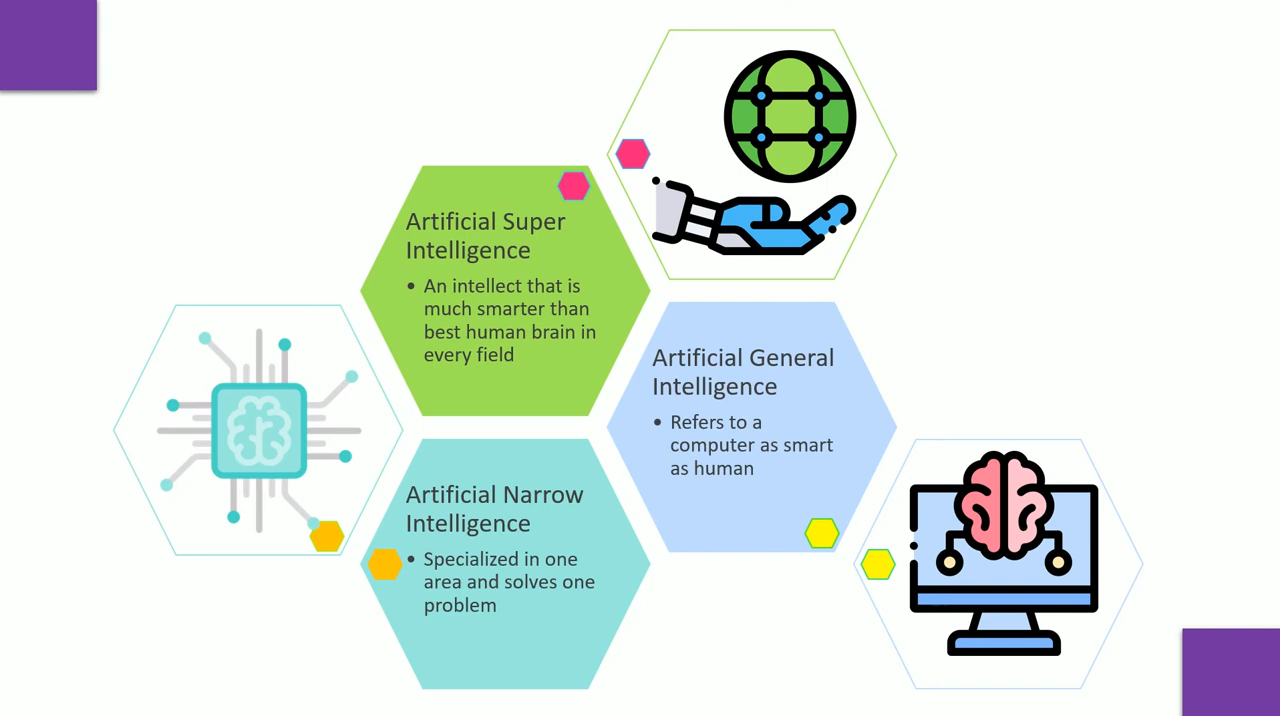 Artificial Super
Intelligence
• An intellect that is
much smarter than
best human brain in
every field
Artificial General
Intelligence
• Refers to a
computer as smart
as human
Artificial Narrow
Intelligence
• Specialized in one
area and solves one
problem